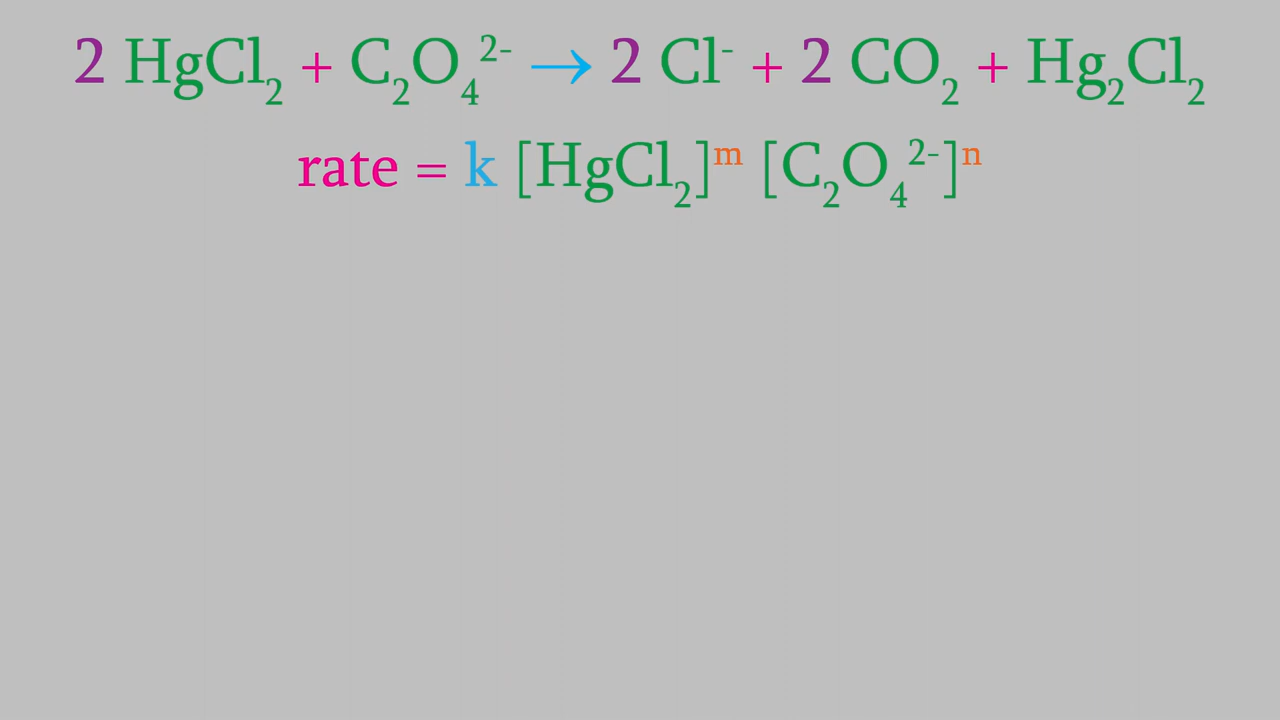 2 HgCl₂ + C₂O₄²⁻ → 2 Cl⁻ + 2 CO₂ + Hg₂Cl₂
rate = k [HgCl₂]ᵐ [C₂O₄²⁻]ⁿ